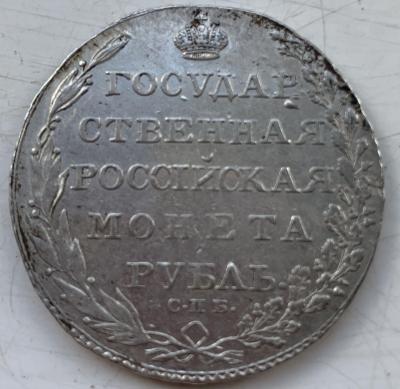 ГОСУДАР
СТВЕННАЯ
РОССІЙСКАЯ
МОНЕТА
РУБЛЬ.
С.П.Б.